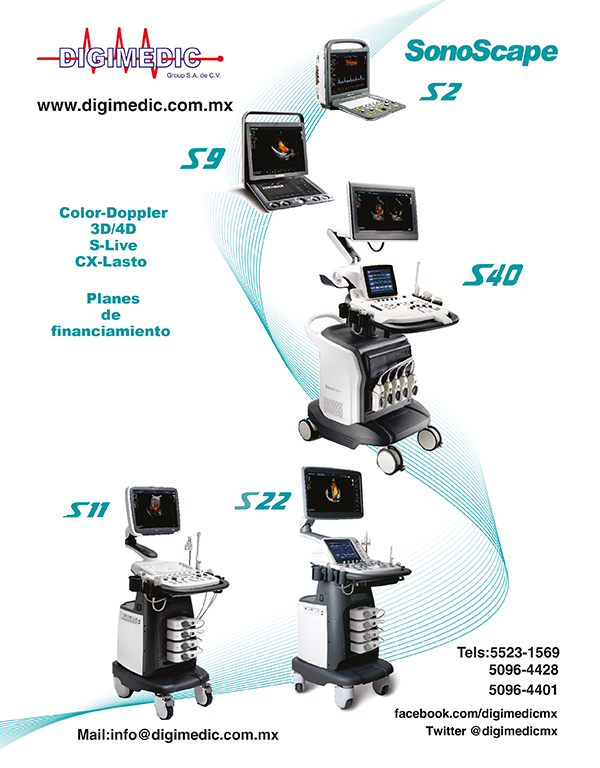 DIGIMEDIC
Group S.A. de C.V.
www.digimedic.com.mx
SonoScape
S2
S9
Color-Doppler
3D/4D
S-Live
CX-Lasto
Planes
de
financiamiento
S40
S11
S22
Tels:5523-1569
5096-4428
5096-4401
facebook.com/digimedicmx
Twitter @digimedicmx
Mail:info@digimedic.com.mx